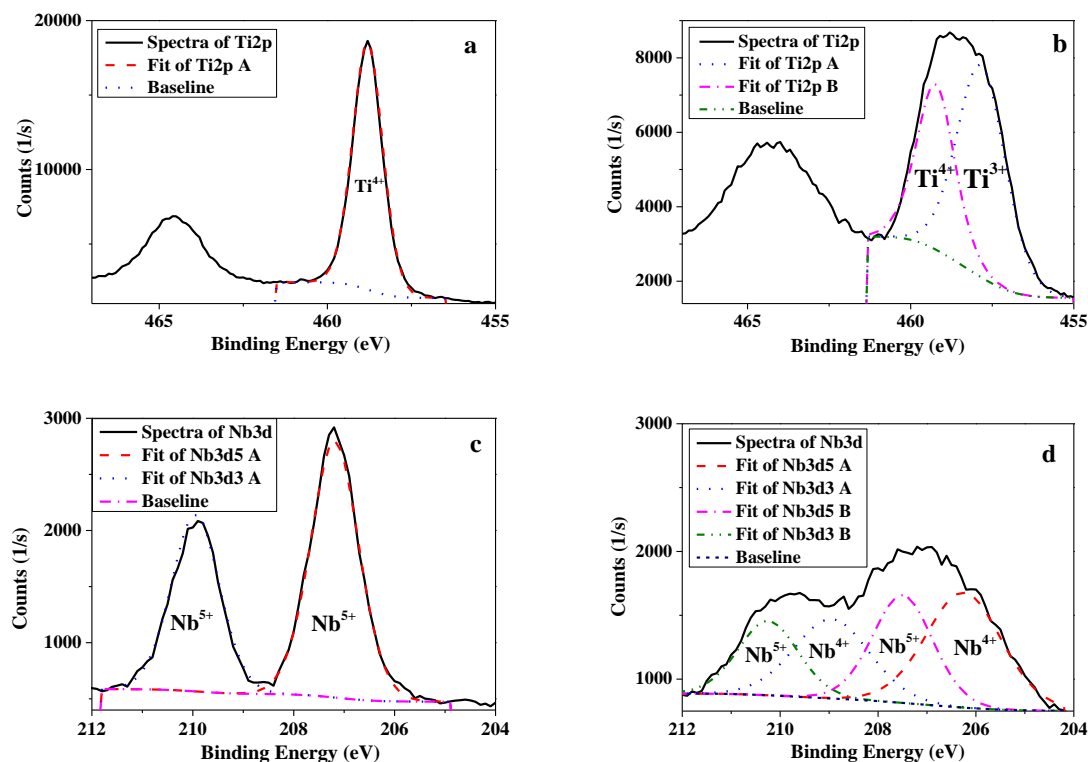 a
Spectra of Ti2p
Fit of Ti2p A
Baseline
20000
10000
Counts (1/s)
Ti4+
465
460
455
Binding Energy (eV)
b
Spectra of Ti2p
Fit of Ti2p A
Fit of Ti2p B
Baseline
8000
6000
4000
2000
Counts (1/s)
Ti4+ Ti3+
465
460
455
Binding Energy (eV)
c
Spectra of Nb3d
Fit of Nb3d5 A
Fit of Nb3d3 A
Baseline
3000
2000
1000
Counts (1/s)
Nb5+ Nb5+
212
210
208
206
204
Binding Energy (eV)
d
Spectra of Nb3d
Fit of Nb3d5 A
Fit of Nb3d3 A
Fit of Nb3d5 B
Fit of Nb3d3 B
Baseline
3000
2000
1000
Counts (1/s)
Nb5+ Nb4+ Nb5+ Nb4+
212
210
208
206
204
Binding Energy (eV)